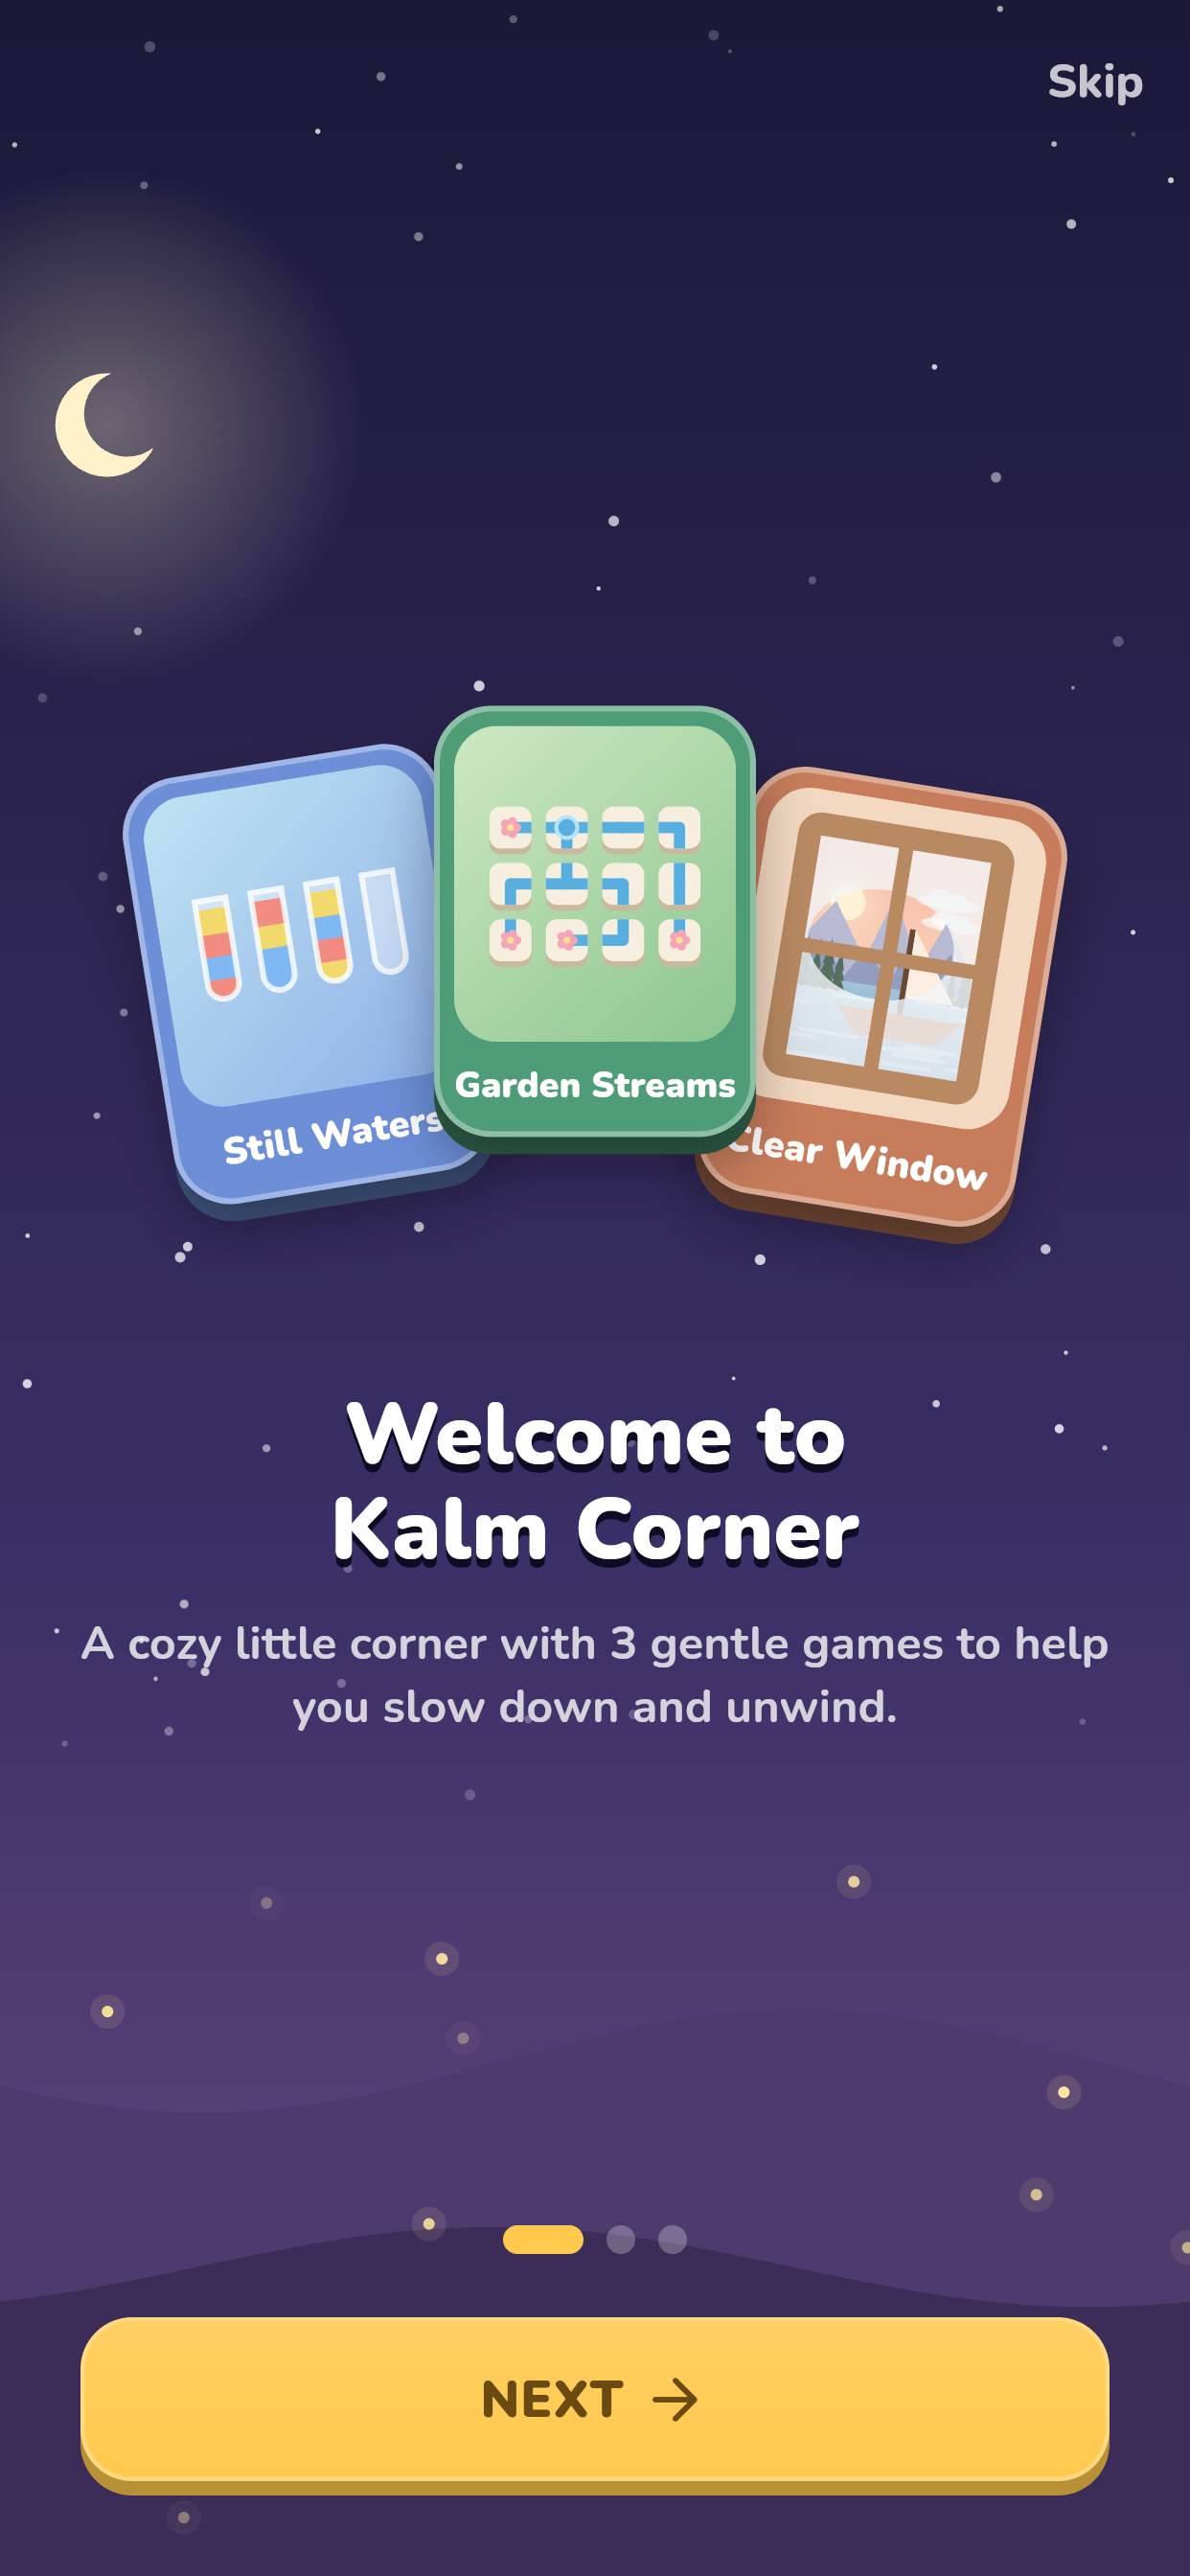 Skip
Still Waters
Garden Streams
Clear Window
Welcome to
Kalm Corner
A cozy little corner with 3 gentle games to help
you slow down and unwind.
NEXT